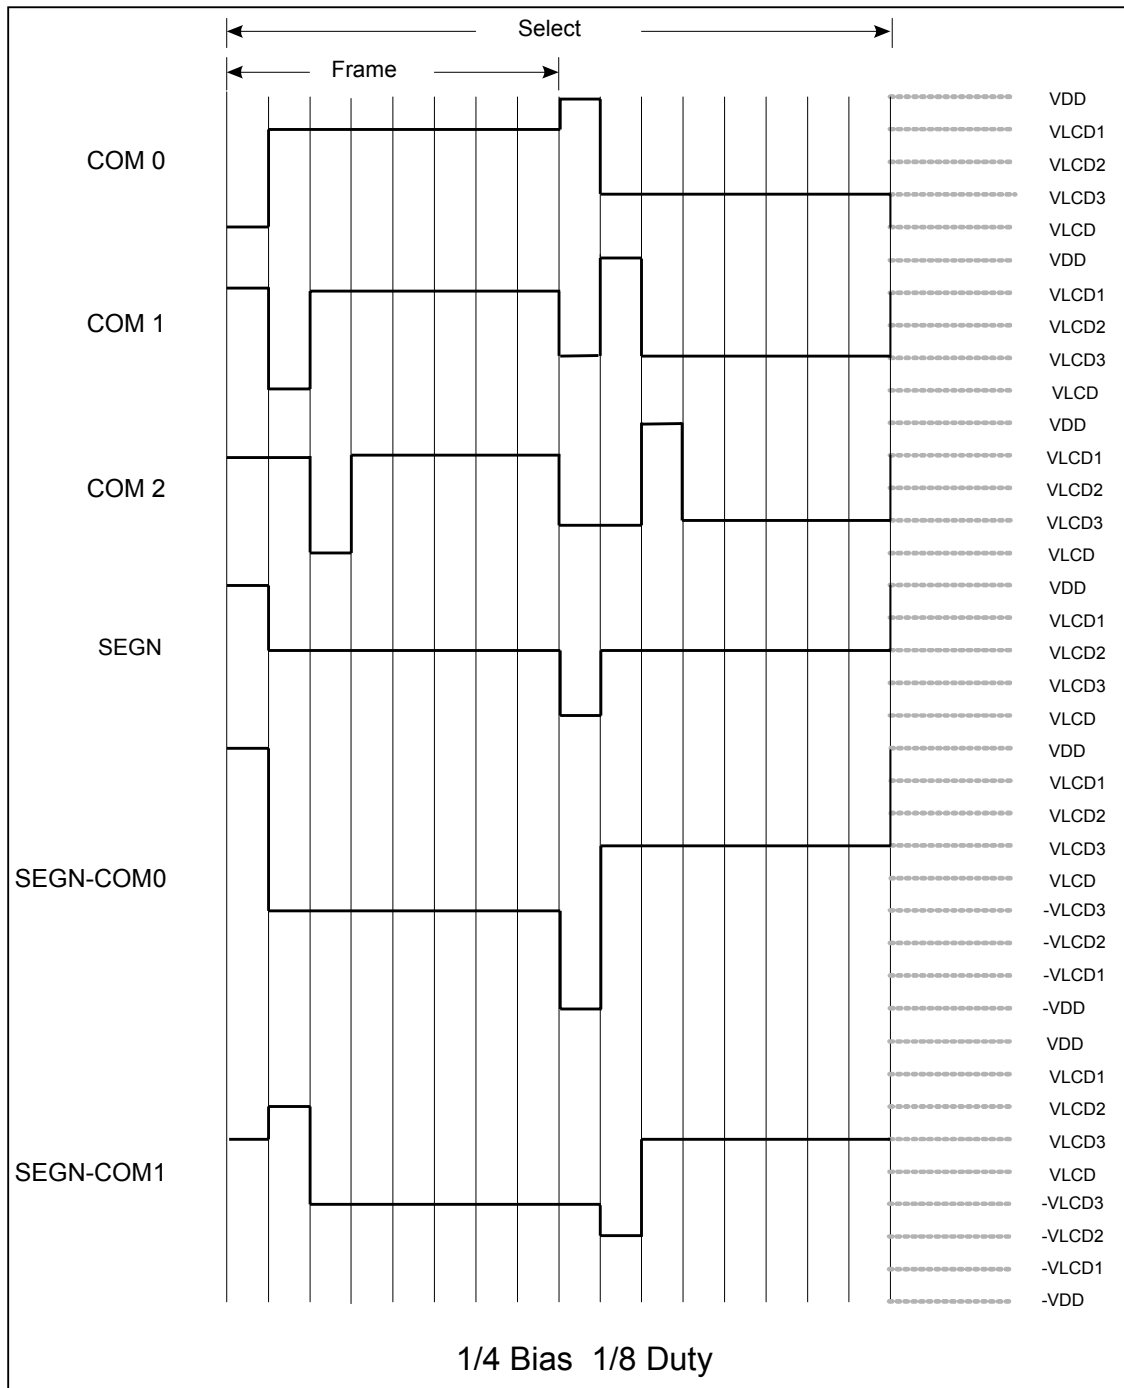 Select
Frame
COM 0
VDD
VLCD1
VLCD2
VLCD3
VLCD
COM 1
VDD
VLCD1
VLCD2
VLCD3
VLCD
COM 2
VDD
VLCD1
VLCD2
VLCD3
VLCD
SEGN
VDD
VLCD1
VLCD2
VLCD3
VLCD
SEGN-COM0
VDD
VLCD1
VLCD2
VLCD3
VLCD
-VLCD3
-VLCD2
-VLCD1
-VDD
SEGN-COM1
VDD
VLCD1
VLCD2
VLCD3
VLCD
-VLCD3
-VLCD2
-VLCD1
-VDD
1/4 Bias 1/8 Duty